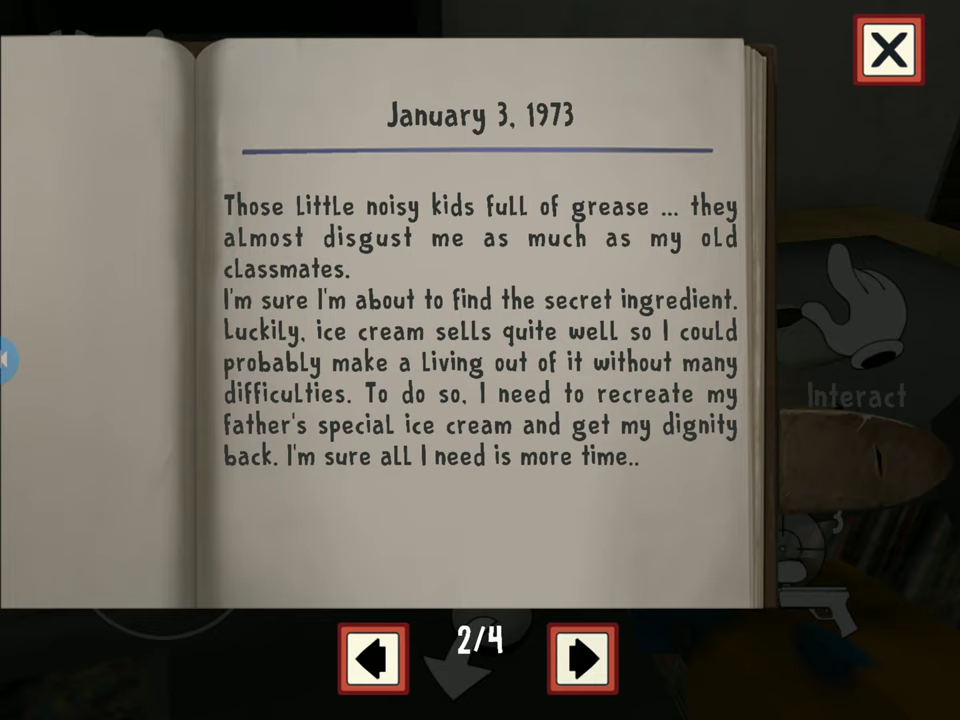 January 3, 1973
Those little noisy kids full of grease ... they
almost disgust me as much as my old
classmates.
I'm sure I'm about to find the secret ingredient.
Luckily, ice cream sells quite well so I could
probably make a living out of it without many
difficulties. To do so, I need to recreate my
father's special ice cream and get my dignity
back. I'm sure all I need is more time..
Interact
2/4